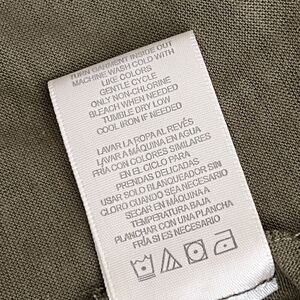 TURN GARMENT INSIDE OUT
MACHINE WASH COLD WITH
LIKE COLORS
GENTLE CYCLE
ONLY NON-CHLORINE
BLEACH WHEN NEEDED
TUMBLE DRY LOW
COOL IRON IF NEEDED
LAVAR LA ROPA AL REVÉS
LAVAR A MÁQUINA EN AGUA
FRÍA CON COLORES SIMILARES
EN EL CICLO PARA
PRENDAS DELICADAS
USAR SOLO BLANQUEADOR SIN
CLORO CUANDO SEA NECESARIO
SECAR EN MÁQUINA A
TEMPERATURA BAJA
PLANCHAR CON UNA PLANCHA
FRÍA SI ES NECESARIO